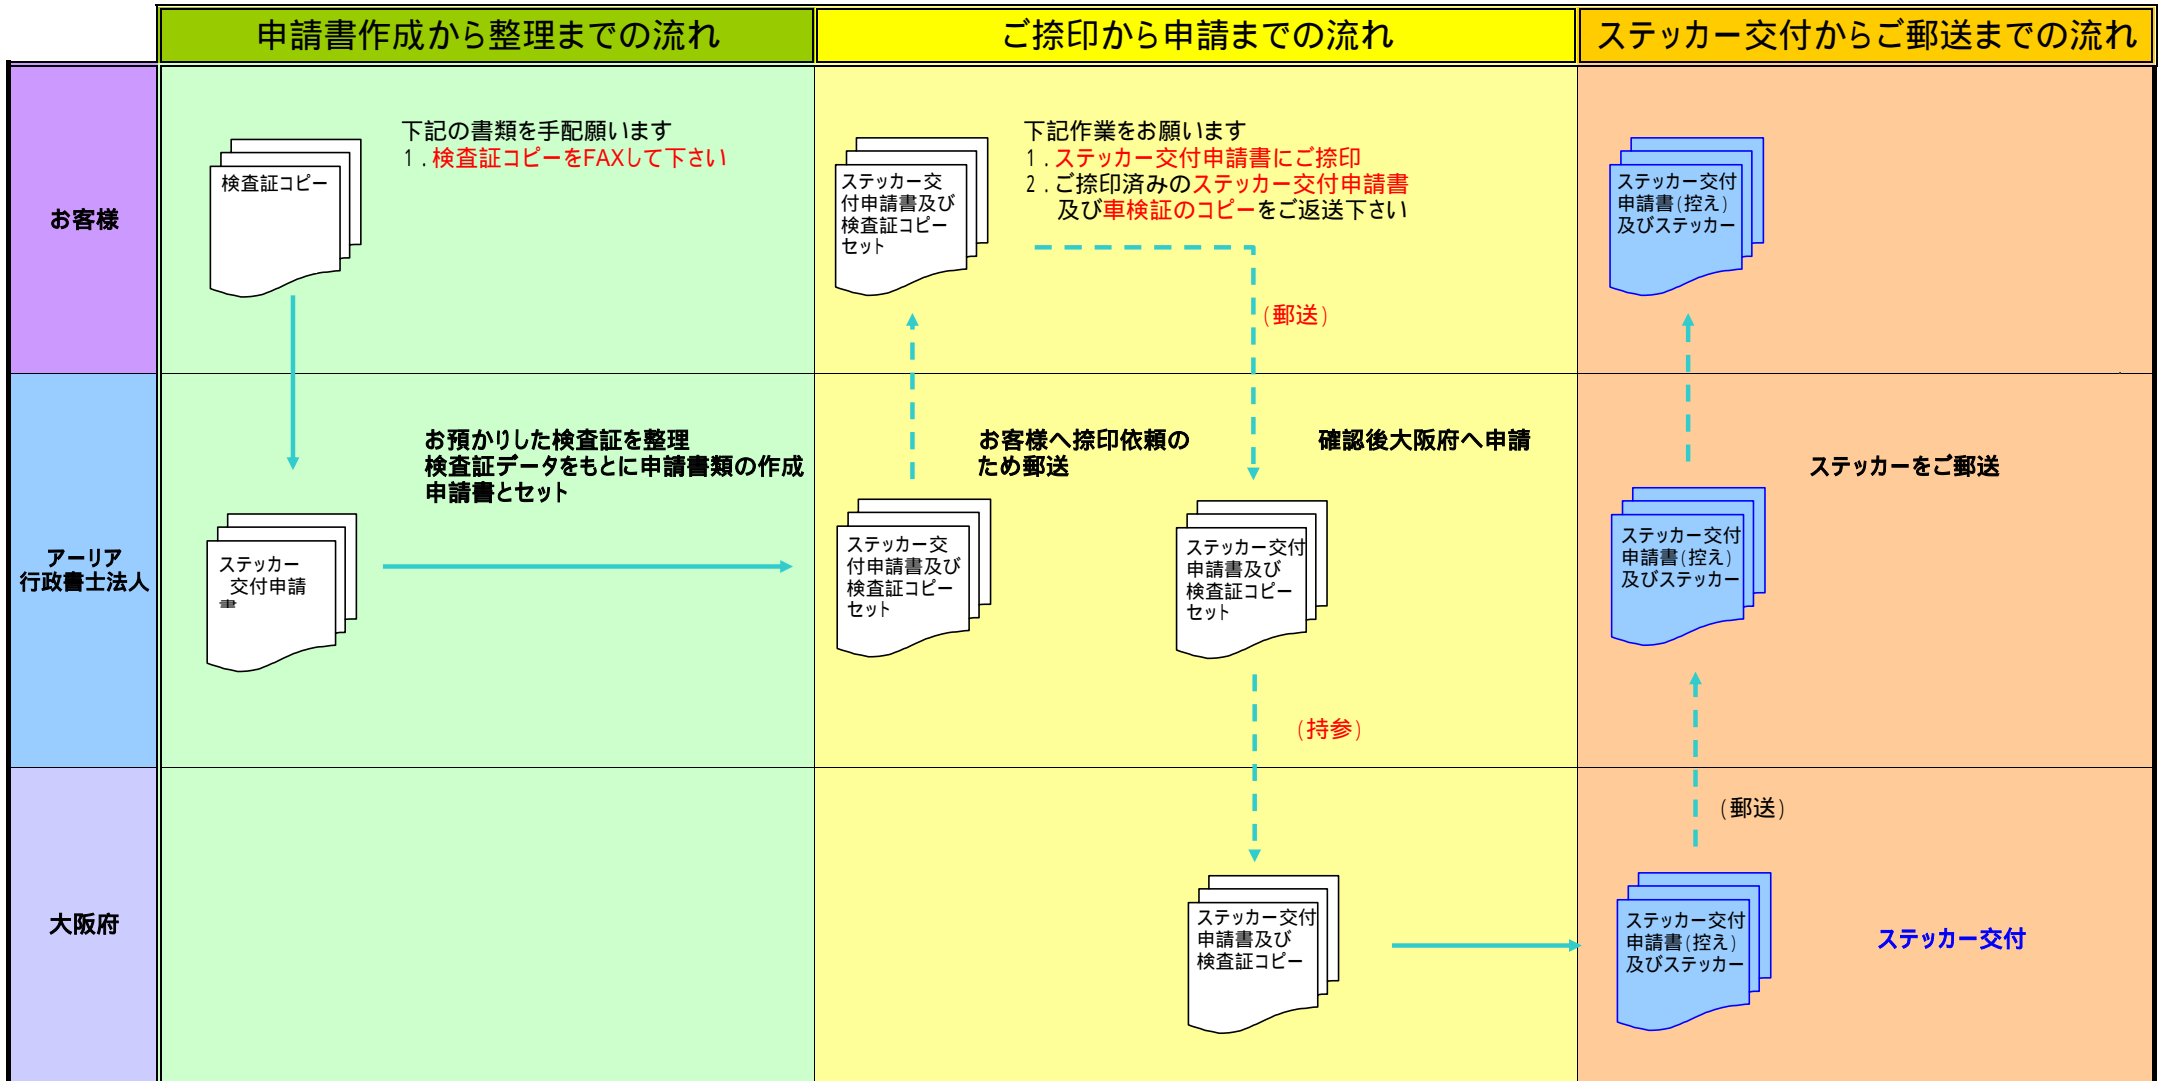 申請書作成から整理までの流れ
ご捺印から申請までの流れ
ステッカー交付からご郵送までの流れ
お客様
検査証コピー
下記の書類を手配願います
1．検査証コピーをFAXして下さい
ステッカー交
付申請書及び
検査証コピー
セット
下記作業をお願います
1．ステッカー交付申請書にご捺印
2．ご捺印済みのステッカー交付申請書
及び車検証のコピーをご返送下さい
(郵送)
ステッカー交付
申請書(控え)
及びステッカー
アーリア
行政書士法人
お預かりした検査証を整理
検査証データをもとに申請書類の作成
申請書とセット
ステッカー
交付申請
書
お客様へ捺印依頼の
ため郵送
ステッカー交
付申請書及び
検査証コピー
セット
確認後大阪府へ申請
ステッカー交付
申請書及び
検査証コピー
セット
(持参)
ステッカーをご郵送
ステッカー交付
申請書(控え)
及びステッカー
(郵送)
大阪府
ステッカー交付
申請書及び
検査証コピー
ステッカー交付
申請書(控え)
及びステッカー
ステッカー交付